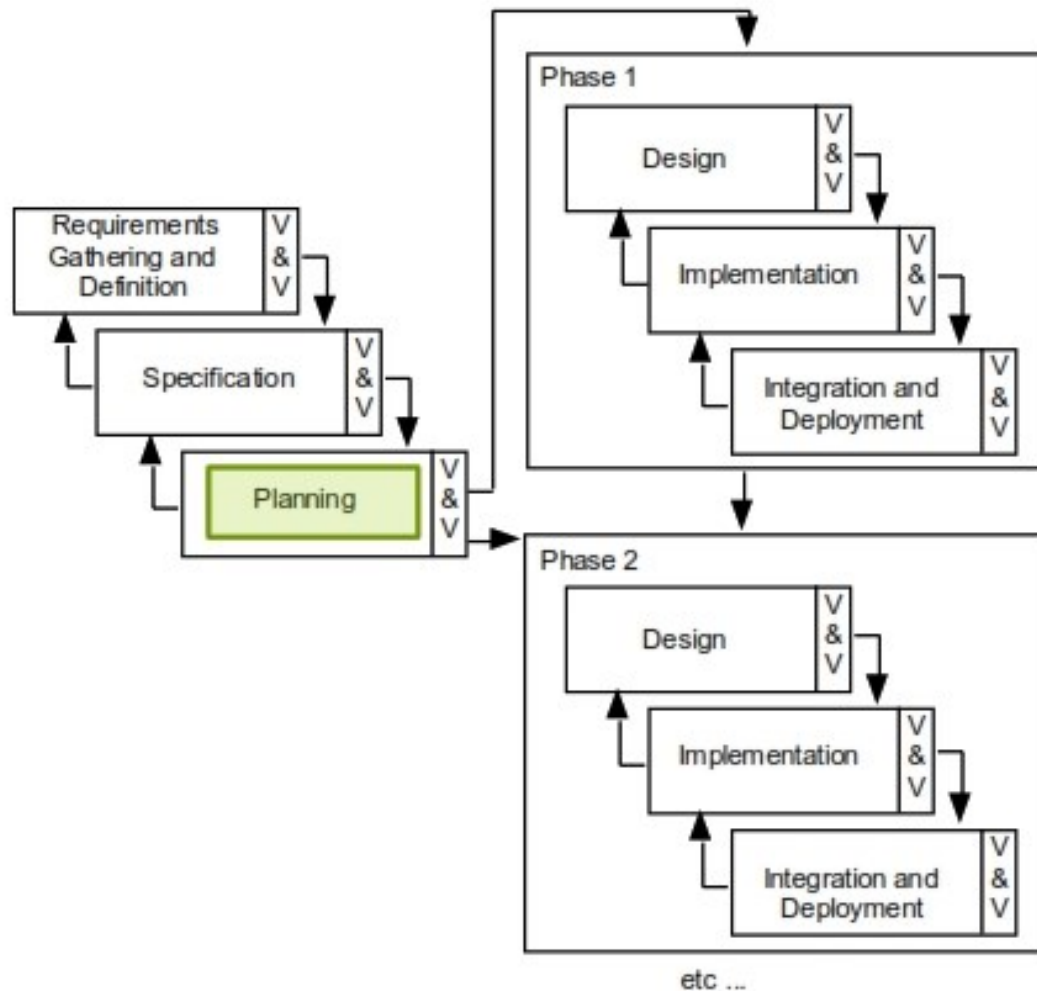 Requirements
Gathering and
Definition
V
&
V
Specification
V
&
V
Planning
V
&
V
Phase 1
Design
V
&
V
Implementation
V
&
V
Integration and
Deployment
V
&
V
Phase 2
Design
V
&
V
Implementation
V
&
V
Integration and
Deployment
V
&
V
etc ...